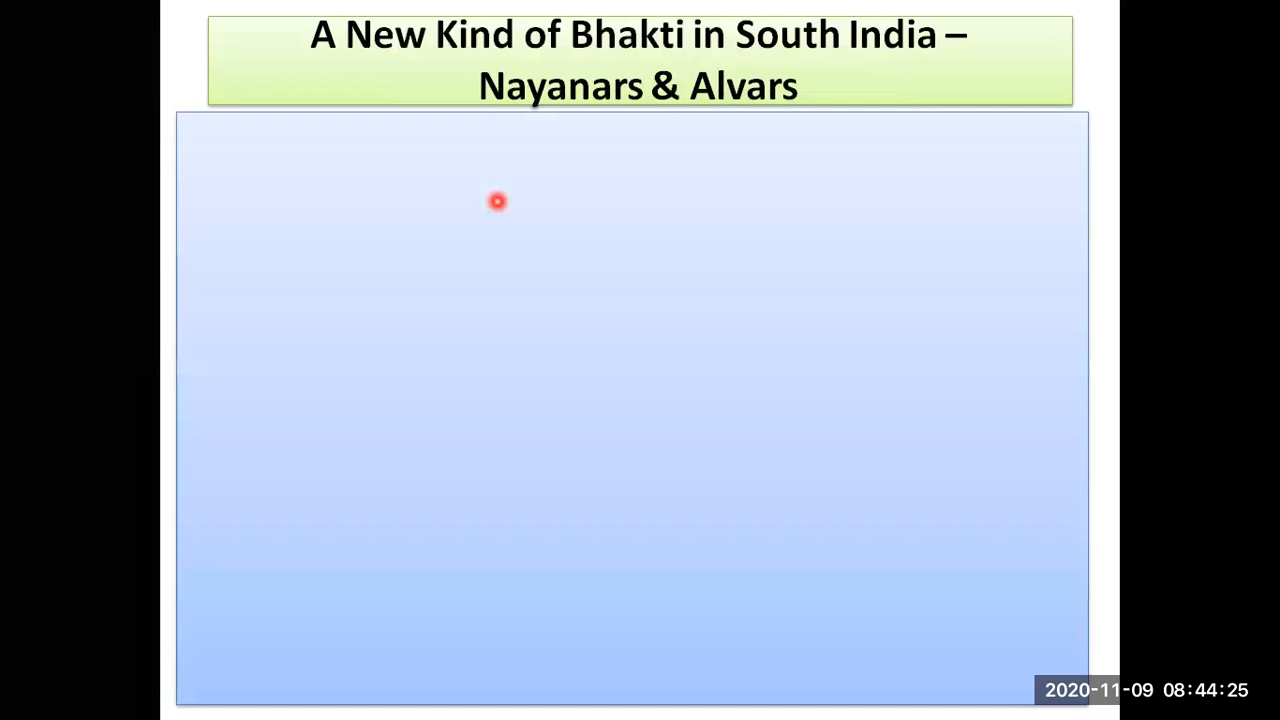 A New Kind of Bhakti in South India –
Nayanars & Alvars
2020-11-09 08:44:25